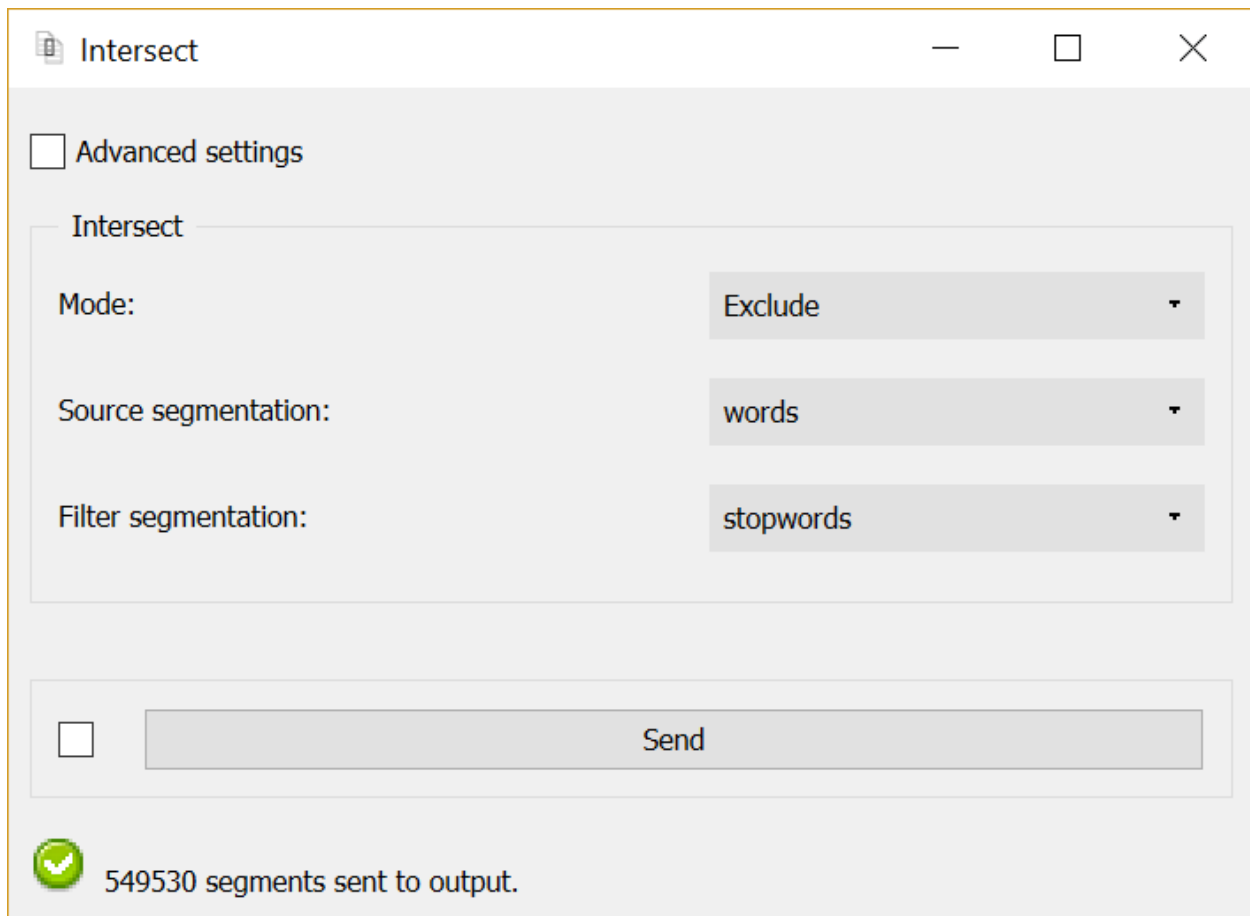 Intersect
Advanced settings
Intersect
Mode: Exclude
Source segmentation: words
Filter segmentation: stopwords
Send
549530 segments sent to output.